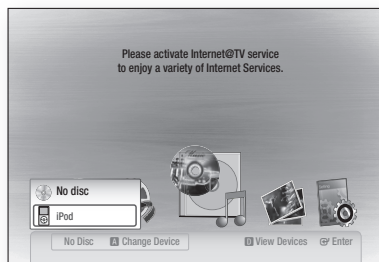 Please activate Internet@TV service
to enjoy a variety of Internet Services.
No disc
iPod
No Disc A Change Device D View Devices Enter